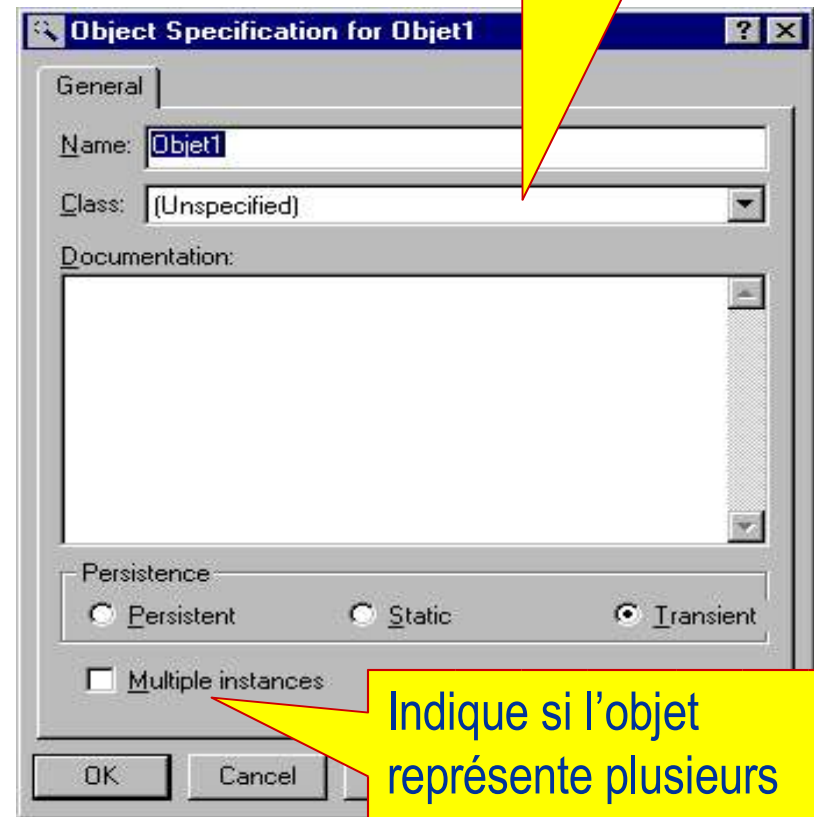 Object Specification for Objet1
General
Name: Objet1
Class: (Unspecified)
Documentation:
Persistence
Persistent Static Transient
Multiple instances
Indique si l’objet
représente plusieurs
OK Cancel